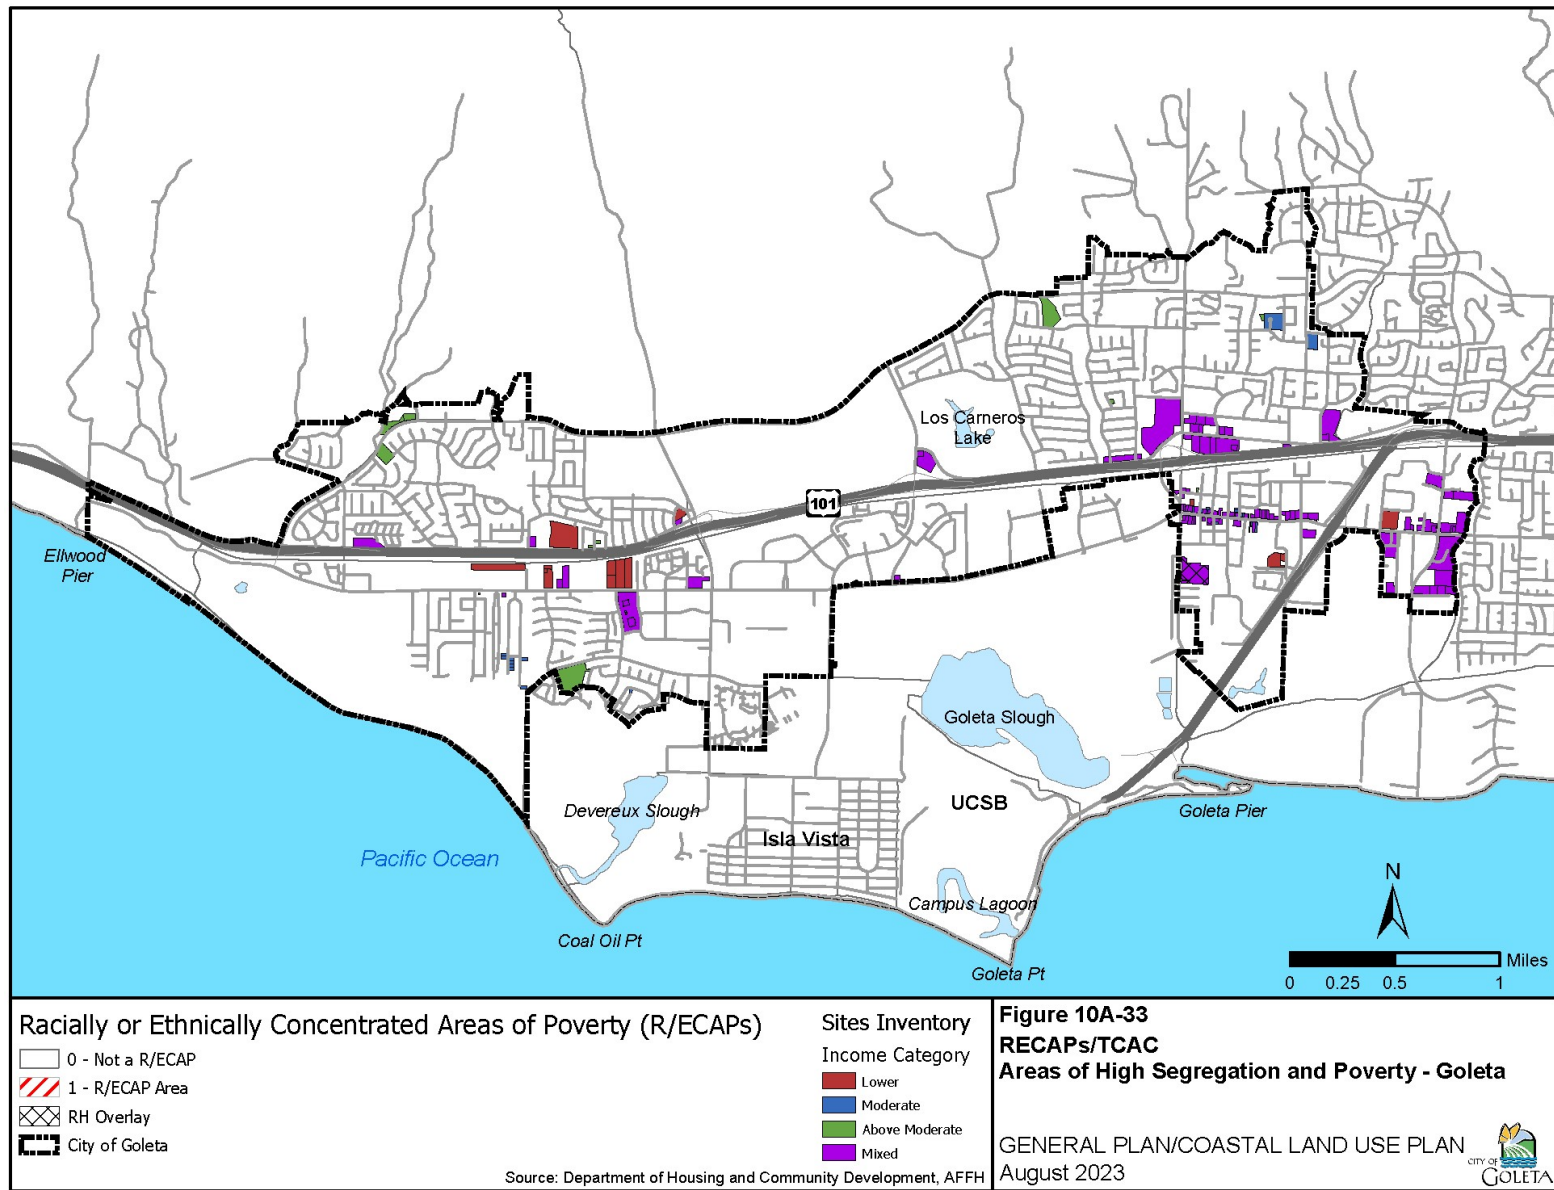 Los Carneros
Lake
101
Ellwood
Pier
Goleta Slough
Devereux Slough
UCSB
Goleta Pier
Isla Vista
Pacific Ocean
Campus Lagoon
Coal Oil Pt
Goleta Pt
N
Miles
0 0.25 0.5 1
Racially or Ethnically Concentrated Areas of Poverty (R/ECAPs)
0 - Not a R/ECAP
1 - R/ECAP Area
RH Overlay
City of Goleta
Sites Inventory
Income Category
Lower
Moderate
Above Moderate
Mixed
Source: Department of Housing and Community Development, AFFH
Figure 10A-33
RECAPs/TCAC
Areas of High Segregation and Poverty - Goleta
GENERAL PLAN/COASTAL LAND USE PLAN
August 2023
CITY OF
GOLETA